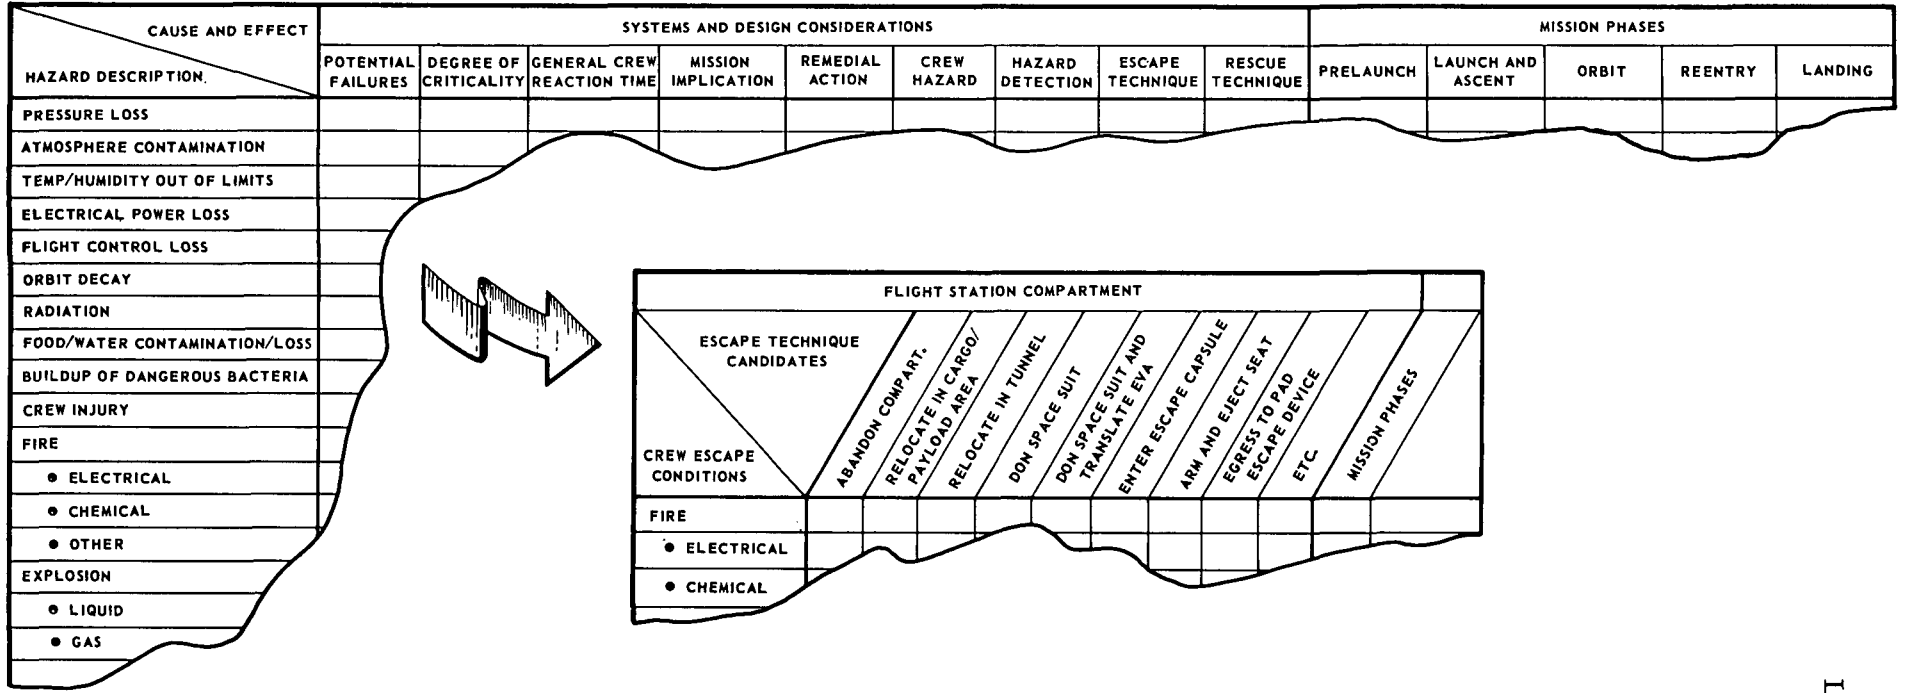 CAUSE AND EFFECT
HAZARD DESCRIPTION.
SYSTEMS AND DESIGN CONSIDERATIONS
MISSION PHASES
POTENTIAL
FAILURES
DEGREE OF
CRITICALITY
GENERAL CREW
REACTION TIME
MISSION
IMPLICATION
REMEDIAL
ACTION
CREW
HAZARD
HAZARD
DETECTION
ESCAPE
TECHNIQUE
RESCUE
TECHNIQUE
PRELAUNCH
LAUNCH AND
ASCENT
ORBIT
REENTRY
LANDING
PRESSURE LOSS
ATMOSPHERE CONTAMINATION
TEMP/HUMIDITY OUT OF LIMITS
ELECTRICAL POWER LOSS
FLIGHT CONTROL LOSS
ORBIT DECAY
RADIATION
FOOD/WATER CONTAMINATION/LOSS
BUILDUP OF DANGEROUS BACTERIA
CREW INJURY
FIRE
● ELECTRICAL
● CHEMICAL
● OTHER
EXPLOSION
● LIQUID
● GAS
FLIGHT STATION COMPARTMENT
ESCAPE TECHNIQUE
CANDIDATES
CREW ESCAPE
CONDITIONS
ABANDON COMPART.
RELOCATE IN CARGO/
PAYLOAD AREA
RELOCATE IN TUNNEL
DON SPACE SUIT
DON SPACE SUIT AND
TRANSLATE EVA
ENTER ESCAPE CAPSULE
ARM AND EJECT SEAT
EGRESS TO PAD
ESCAPE DEVICE
ETC.
MISSION PHASES
FIRE
● ELECTRICAL
● CHEMICAL